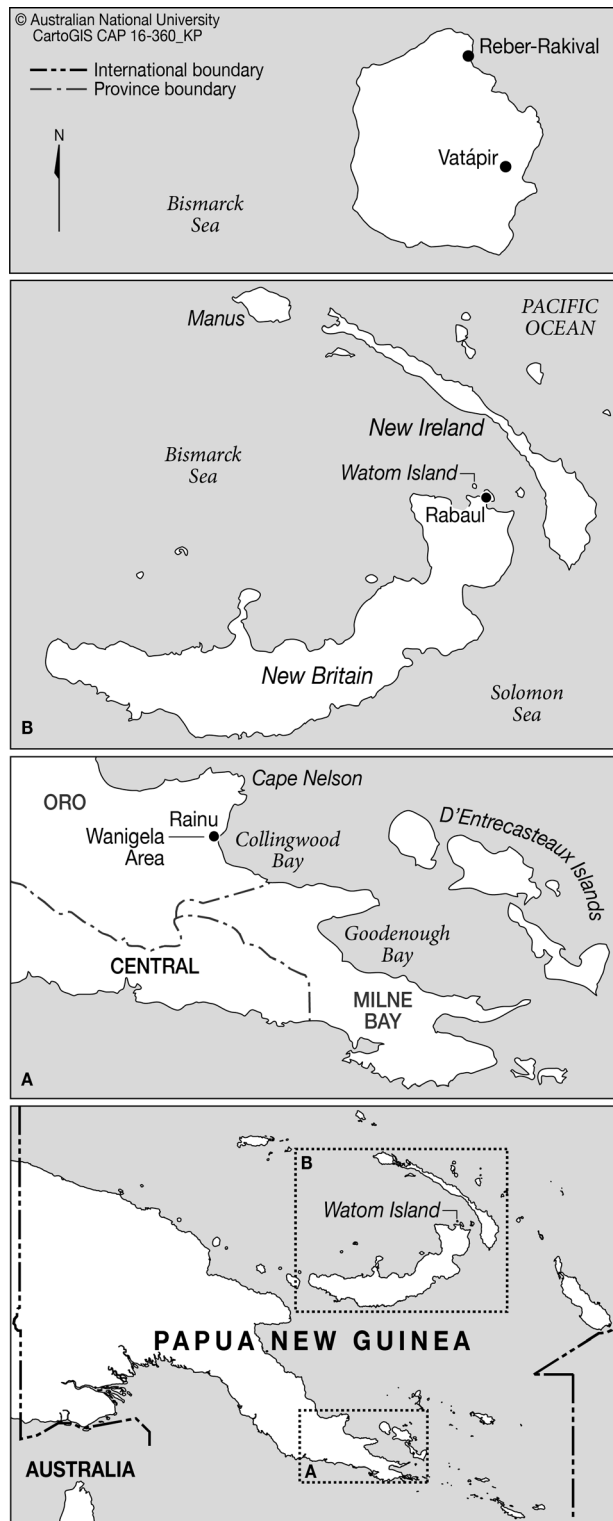 © Australian National University
CartoGIS CAP 16-360_KP
International boundary
Province boundary
N
Reber-Rakival
Vatápir
Bismarck
Sea
Manus
PACIFIC
OCEAN
New Ireland
Bismarck
Sea
Watom Island
Rabaul
New Britain
Solomon
Sea
B
Cape Nelson
ORO
Rainu
Wanigela
Area
Collingwood
Bay
D'Entrecasteaux Islands
Goodenough
Bay
CENTRAL
MILNE
BAY
A
B
Watom Island
PAPUA NEW GUINEA
A
AUSTRALIA